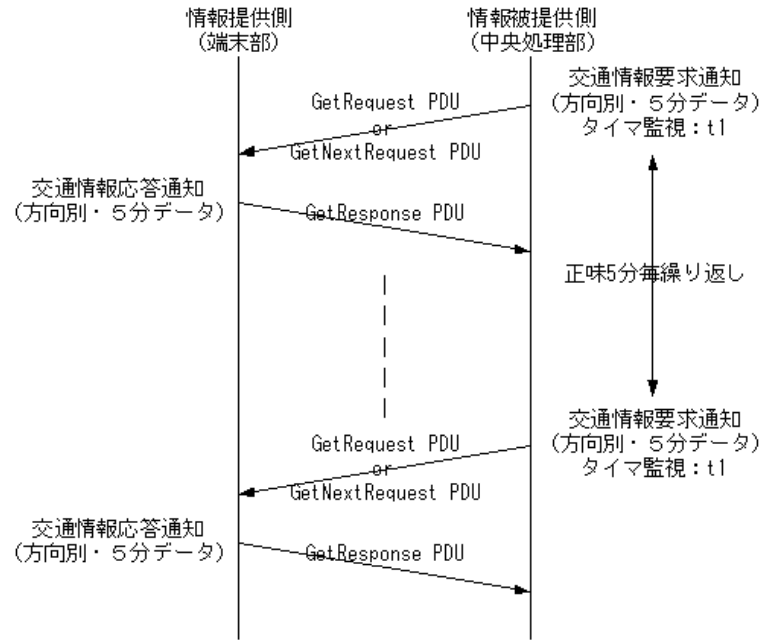 情報提供側
（端末部）
情報被提供側
（中央処理部）
交通情報要求通知
（方向別・５分データ）
タイマ監視：t1
GetRequest PDU
or
GetNextRequest PDU
交通情報応答通知
（方向別・５分データ）
GetResponse PDU
正味5分毎繰り返し
交通情報要求通知
（方向別・５分データ）
タイマ監視：t1
GetRequest PDU
or
GetNextRequest PDU
交通情報応答通知
（方向別・５分データ）
GetResponse PDU